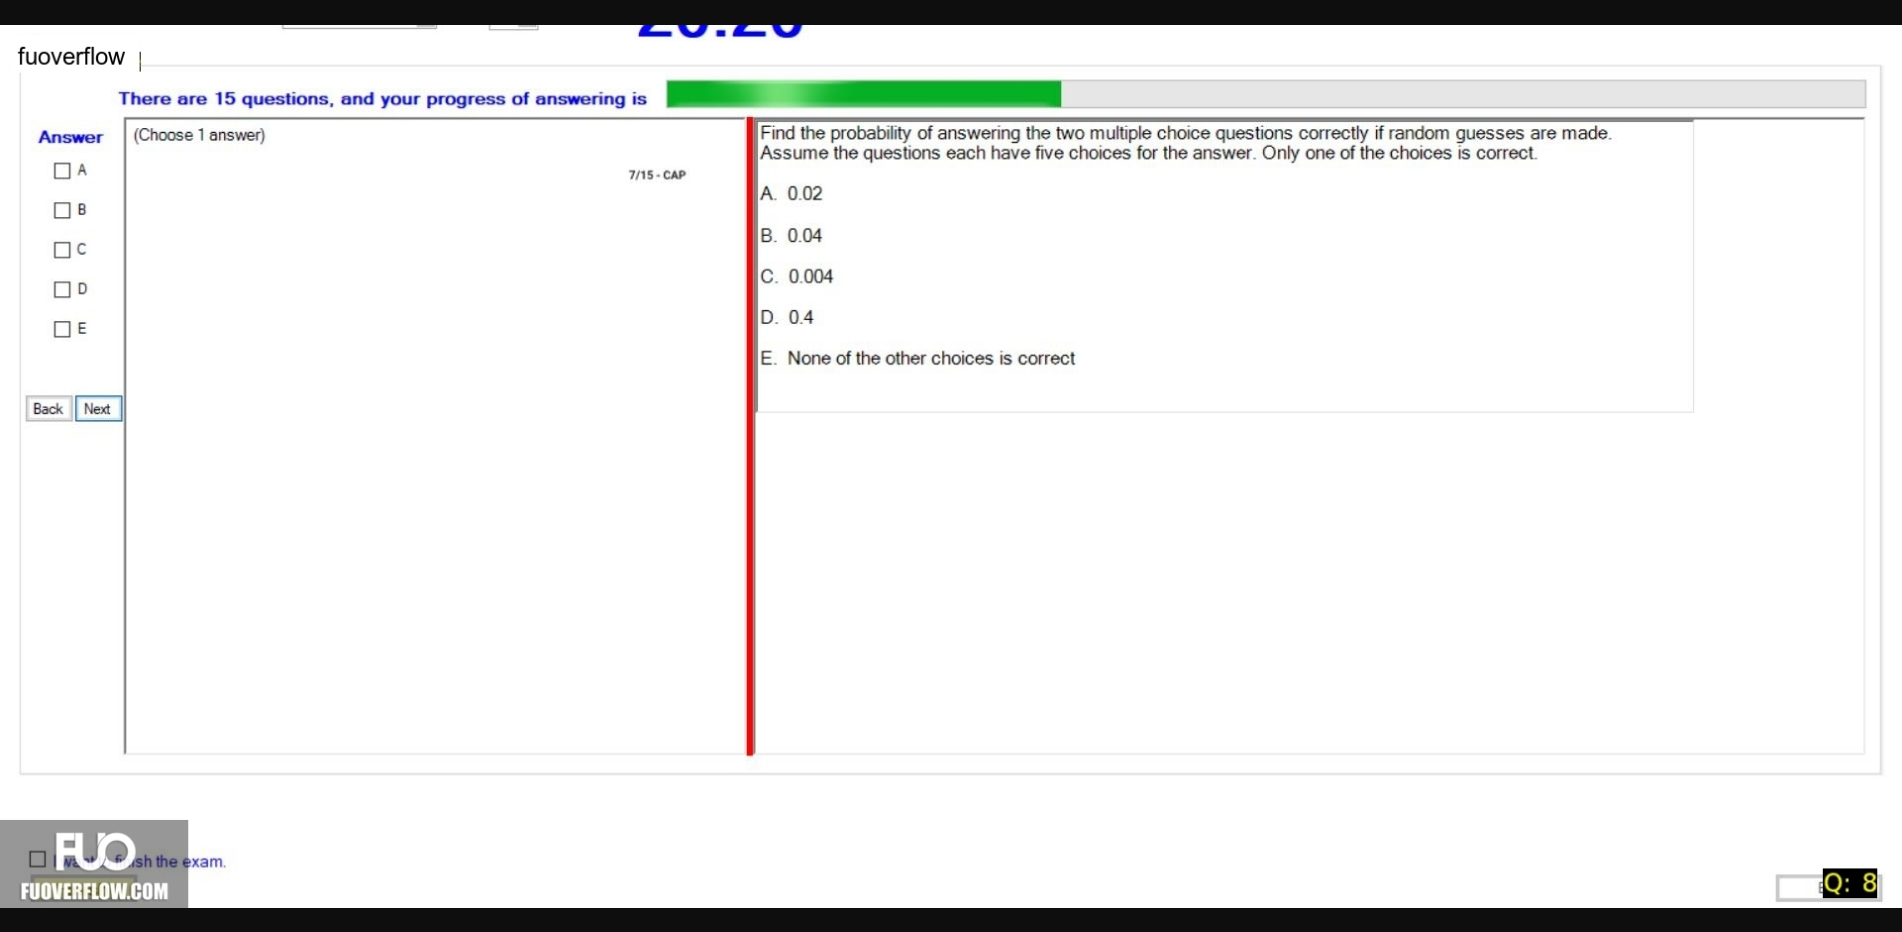 fuoverflow
There are 15 questions, and your progress of answering is
Answer
(Choose 1 answer)
7/15 - CAP
A
B
C
D
E
Back Next
Find the probability of answering the two multiple choice questions correctly if random guesses are made.
Assume the questions each have five choices for the answer. Only one of the choices is correct.
A. 0.02
B. 0.04
C. 0.004
D. 0.4
E. None of the other choices is correct
sh the exam.
FUO
FUOVERFLOW.COM
Q: 8